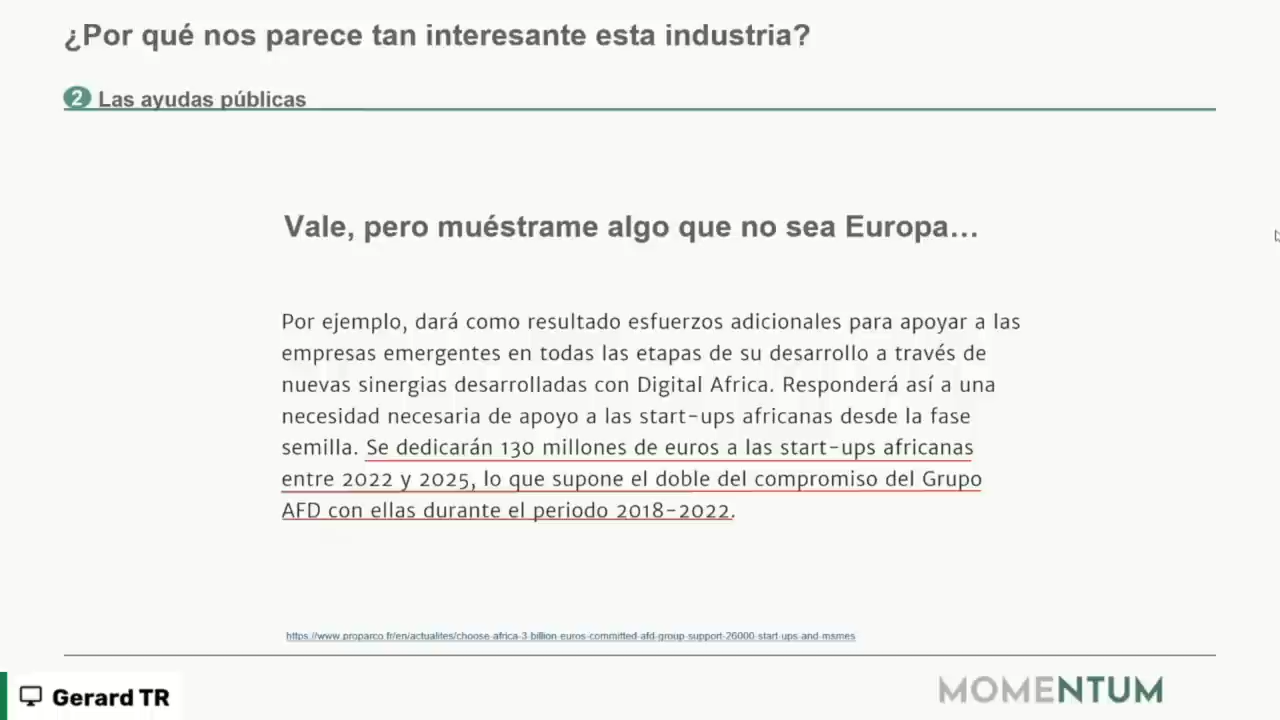 ¿Por qué nos parece tan interesante esta industria?
2 Las ayudas públicas
Vale, pero muéstrame algo que no sea Europa...
Por ejemplo, dará como resultado esfuerzos adicionales para apoyar a las
empresas emergentes en todas las etapas de su desarrollo a través de
nuevas sinergias desarrolladas con Digital Africa. Responderá así a una
necesidad necesaria de apoyo a las start-ups africanas desde la fase
semilla. Se dedicarán 130 millones de euros a las start-ups africanas
entre 2022 y 2025, lo que supone el doble del compromiso del Grupo
AFD con ellas durante el periodo 2018-2022.
https://www.proparco.fr/en/actualites/choose-africa-3-billion-euros-committed-afd-group-support-26000-start-ups-and-msmes
Gerard TR
MOMENTUM